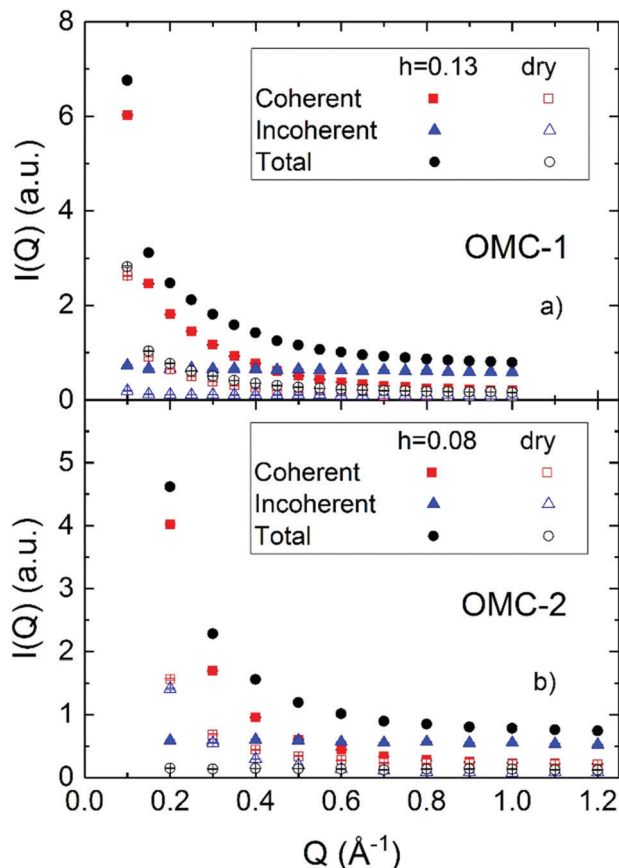 8
6
4
2
0
I(Q) (a.u.)
h=0.13 dry
Coherent
Incoherent
Total
OMC-1
a)
5
4
3
2
1
0
I(Q) (a.u.)
h=0.08 dry
Coherent
Incoherent
Total
OMC-2
b)
0.0 0.2 0.4 0.6 0.8 1.0 1.2
Q (Å⁻¹)